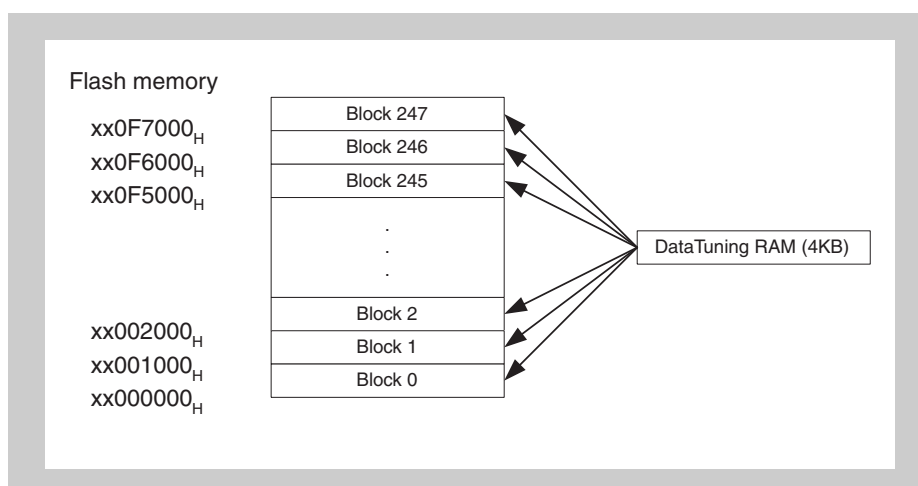 Flash memory
xx0F7000H
xx0F6000H
xx0F5000H
Block 247
Block 246
Block 245
.
.
.
DataTuning RAM (4KB)
xx002000H
xx001000H
xx000000H
Block 2
Block 1
Block 0